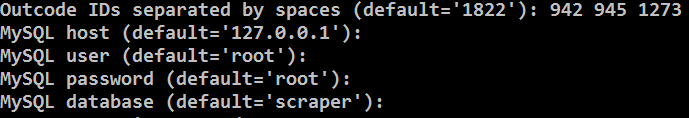 Outcode IDs separated by spaces (default='1822'): 942 945 1273
MySQL host (default='127.0.0.1'):
MySQL user (default='root'):
MySQL password (default='root'):
MySQL database (default='scraper'):